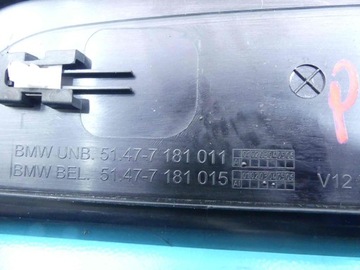 BMW UNB. 51.47-7 181 011
BMW BEL. 51.47-7 181 015
V12